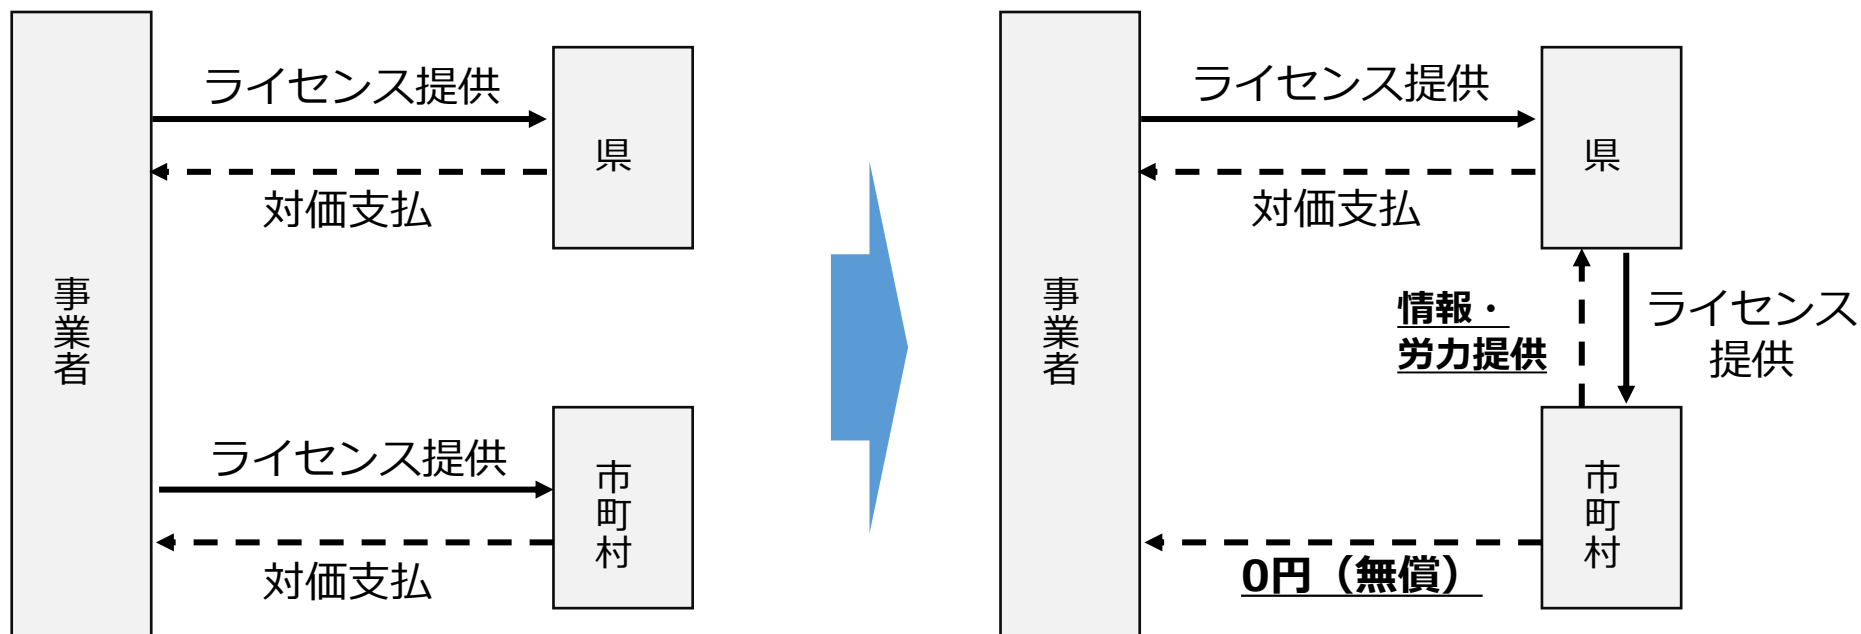 ライセンス提供
県
対価支払
事業者
ライセンス提供
市町村
対価支払
ライセンス提供
県
対価支払
事業者
情報・
労力提供
ライセンス
提供
市町村
0円（無償）